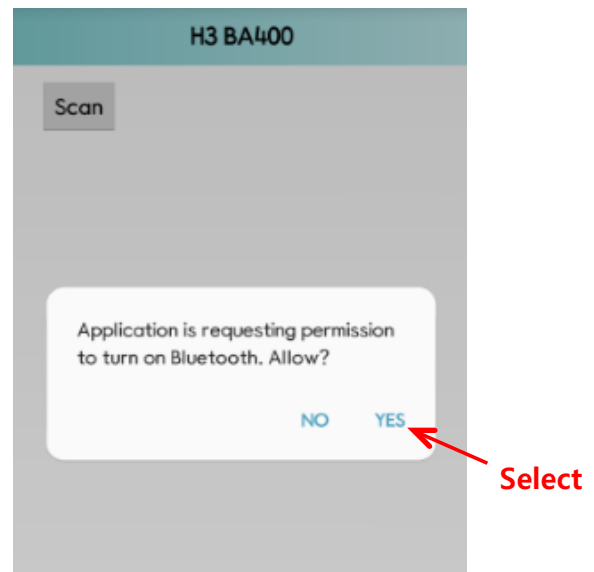 H3 BA400
Scan
Application is requesting permission
to turn on Bluetooth. Allow?
NO YES
Select